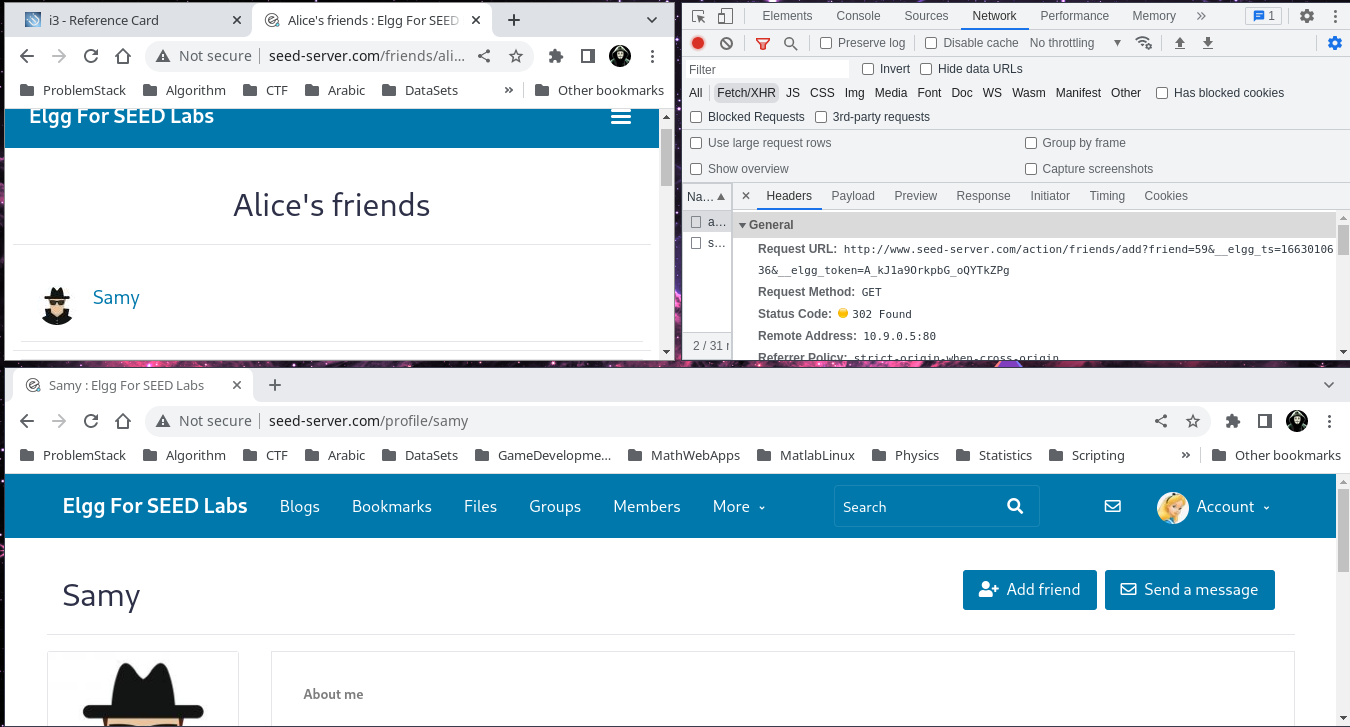 i3 - Reference Card
Alice's friends : Elgg For SEED
Not secure
seed-server.com/friends/ali...
ProblemStack
Algorithm
CTF
Arabic
DataSets
»
Other bookmarks
Elgg For SEED Labs
Alice's friends
Samy
Elements
Console
Sources
Network
Performance
Memory
»
1
Preserve log
Disable cache
No throttling
Filter
Invert
Hide data URLs
All
Fetch/XHR
JS
CSS
Img
Media
Font
Doc
WS
Wasm
Manifest
Other
Has blocked cookies
Blocked Requests
3rd-party requests
Use large request rows
Group by frame
Show overview
Capture screenshots
Na...
a...
s...
2 / 31 r
Headers
Payload
Preview
Response
Initiator
Timing
Cookies
General
Request URL: http://www.seed-server.com/action/friends/add?friend=59&__elgg_ts=16630106
36&__elgg_token=A_kJ1a9OrkpbG_oQYTkZPg
Request Method: GET
Status Code: 302 Found
Remote Address: 10.9.0.5:80
Referrer Policy: strict-origin-when-cross-origin
Samy : Elgg For SEED Labs
Not secure
seed-server.com/profile/samy
ProblemStack
Algorithm
CTF
Arabic
DataSets
GameDevelopme...
MathWebApps
MatlabLinux
Physics
Statistics
Scripting
»
Other bookmarks
Elgg For SEED Labs
Blogs
Bookmarks
Files
Groups
Members
More
Search
Account
Samy
Add friend
Send a message
About me